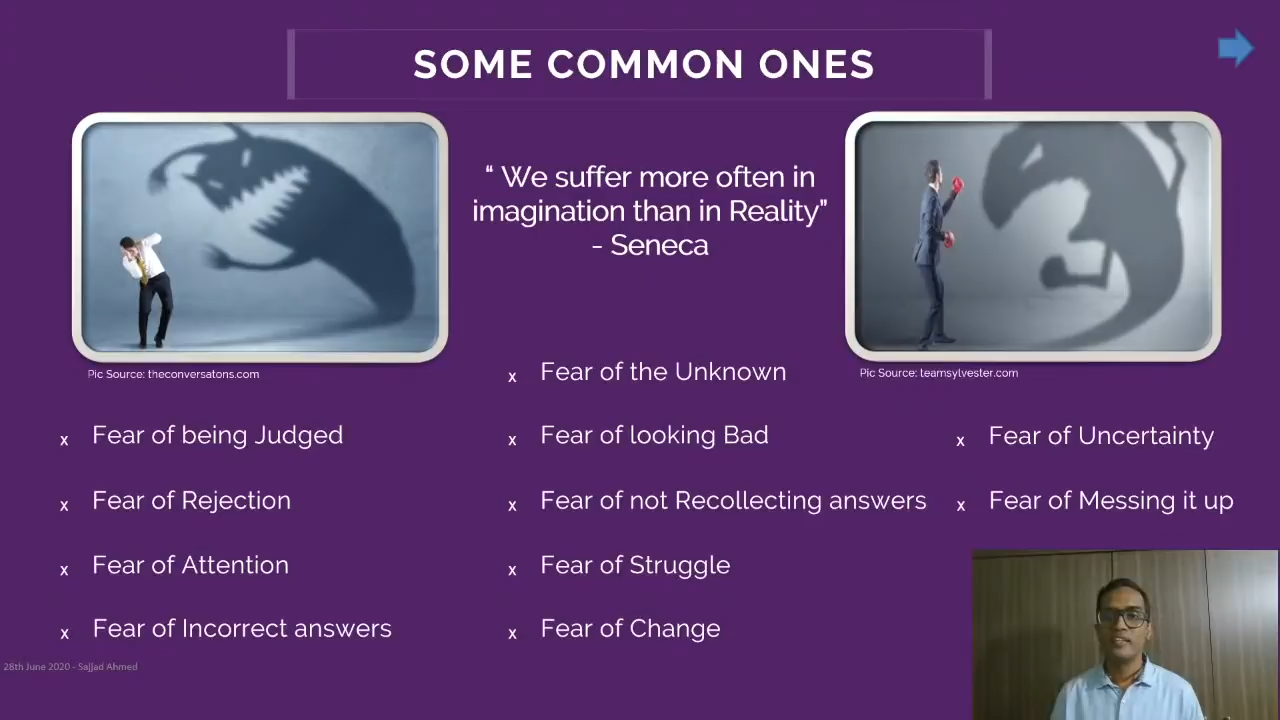 SOME COMMON ONES
“ We suffer more often in
imagination than in Reality”
- Seneca
Pic Source: theconversatons.com
Pic Source: teamsylvester.com
x Fear of being Judged
x Fear of Rejection
x Fear of Attention
x Fear of Incorrect answers
x Fear of the Unknown
x Fear of looking Bad
x Fear of not Recollecting answers
x Fear of Struggle
x Fear of Change
x Fear of Uncertainty
x Fear of Messing it up
28th June 2020 - Sajjad Ahmed